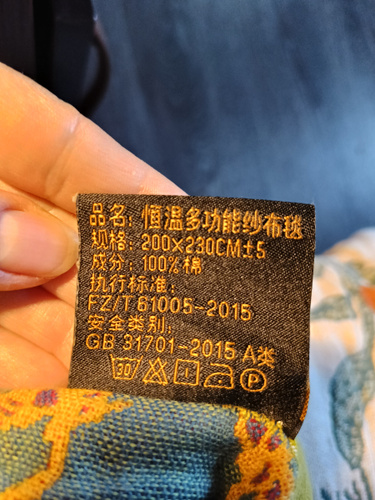 品名: 恒温多功能纱布毯
规格: 200×230CM±5
成分: 100%棉
执行标准:
FZ/T 61005-2015
安全类别:
GB 31701-2015 A类
30 P